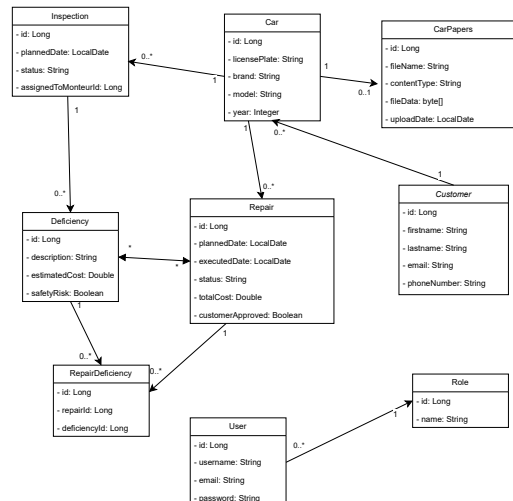 Inspection
- id: Long
- plannedDate: LocalDate
- status: String
- assignedToMonteurId: Long
Car
- id: Long
- licensePlate: String
- brand: String
- model: String
- year: Integer
CarPapers
- id: Long
- fileName: String
- contentType: String
- fileData: byte[]
- uploadDate: LocalDate
0..*
1
1
0..1
1
1
0..*
1
0..*
0..*
Customer
- id: Long
- firstname: String
- lastname: String
- email: String
- phoneNumber: String
Deficiency
- id: Long
- description: String
- estimatedCost: Double
- safetyRisk: Boolean
*
*
Repair
- id: Long
- plannedDate: LocalDate
- executedDate: LocalDate
- status: String
- totalCost: Double
- customerApproved: Boolean
1
1
0..*
0..*
RepairDeficiency
- id: Long
- repairId: Long
- deficiencyId: Long
Role
- id: Long
- name: String
1
0..*
User
- id: Long
- username: String
- email: String
- password: String